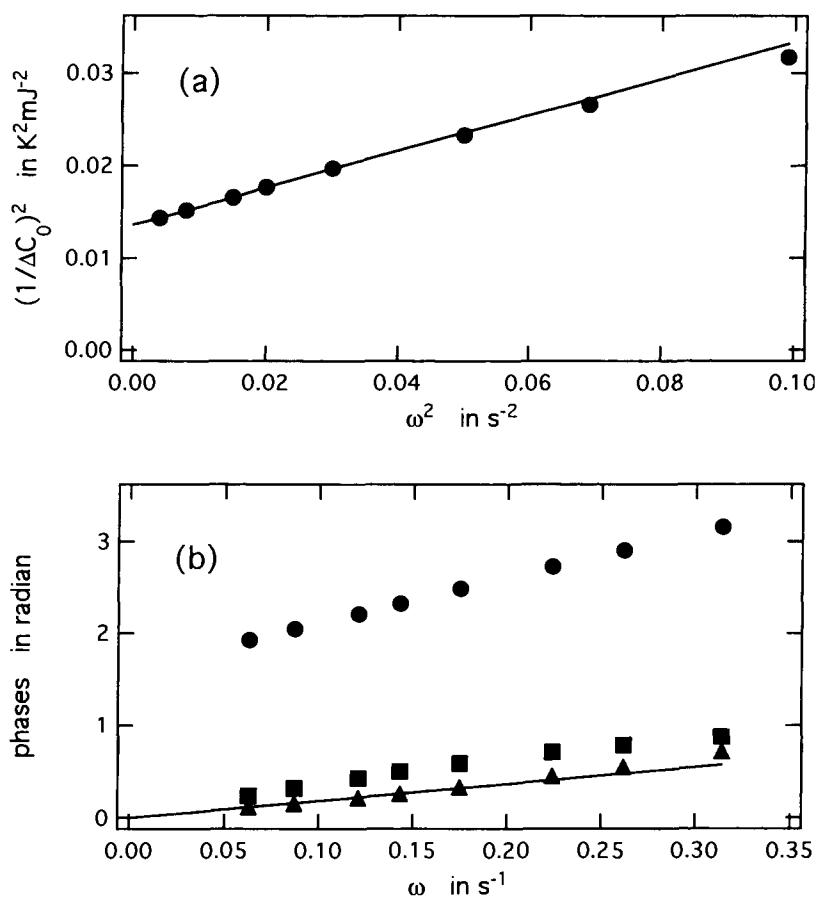 (a)
(1/ΔC₀)² in K²mJ⁻²
0.03
0.02
0.01
0.00
0.00 0.02 0.04 0.06 0.08 0.10
ω² in s⁻²
(b)
phases in radian
3
2
1
0
0.00 0.05 0.10 0.15 0.20 0.25 0.30 0.35
ω in s⁻¹